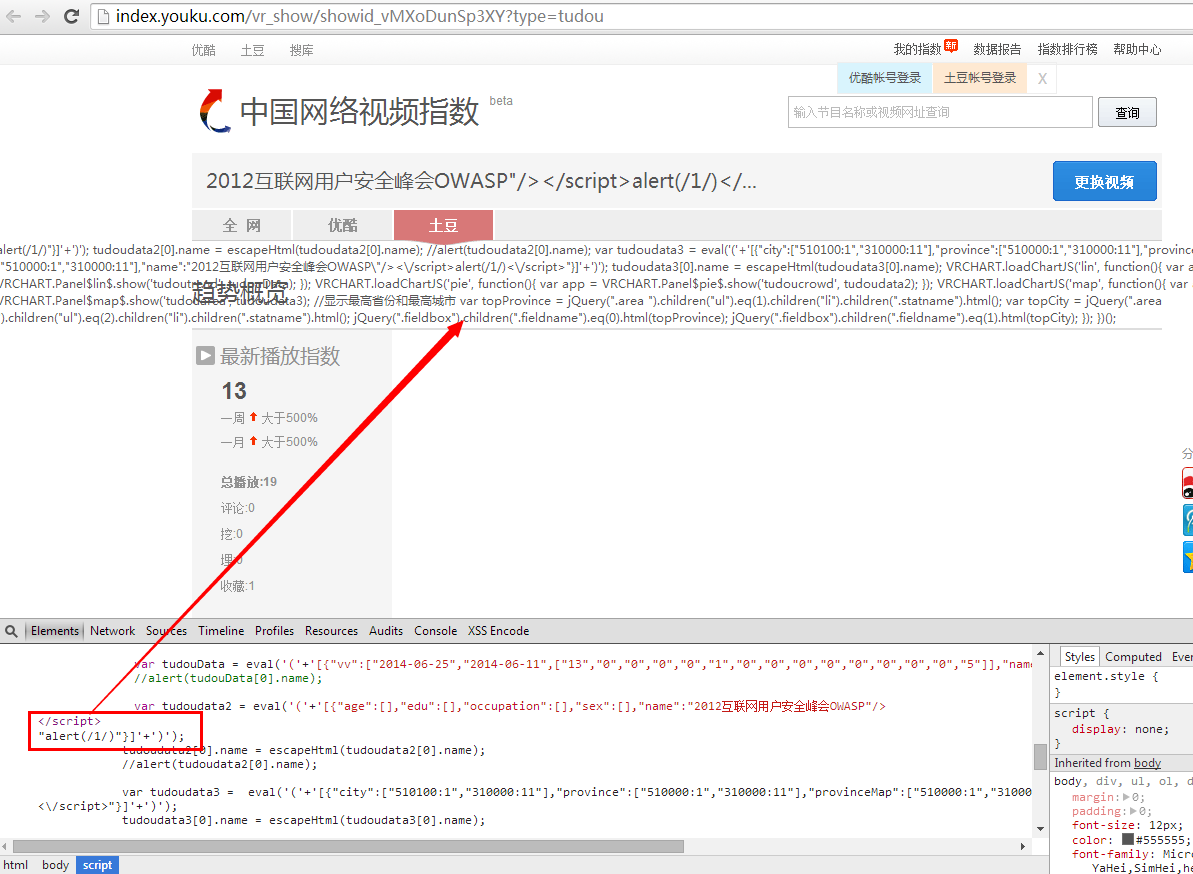 index.youku.com/vr_show/showid_vMXoDunSp3XY?type=tudou
优酷 土豆 搜库 我的指数 新 数据报告 指数排行榜 帮助中心
优酷帐号登录 土豆帐号登录 X
中国网络视频指数 beta
输入节目名称或视频网址查询 查询
2012互联网用户安全峰会OWASP"/></script>alert(/1/)</... 更换视频
全 网 优酷 土豆
alert(/1/)"}]'+')'); tudoudata2[0].name = escapeHtml(tudoudata2[0].name); //alert(tudoudata2[0].name); var tudoudata3 = eval('('+'[{"city":["510100:1","310000:11"],"province":["510000:1","310000:11"],"provinc
"510000:1","310000:11"],"name":"2012互联网用户安全峰会OWASP\"/><\/script>alert(/1/)<\/script>"}]'+')'); tudoudata3[0].name = escapeHtml(tudoudata3[0].name); VRCHART.loadChartJS('lin', function(){ var a
VRCHART.Panel$lin$.show('tudoutrend', tudouData); }); VRCHART.loadChartJS('pie', function(){ var app = VRCHART.Panel$pie$.show('tudoucrowd', tudoudata2); }); VRCHART.loadChartJS('map', function(){ var
趋势概览
VRCHART.Panel$map$.show('tudouarea', tudoudata3); //显示最高省份和最高城市 var topProvince = jQuery(".area ").children("ul").eq(1).children("li").children(".statname").html(); var topCity = jQuery(".area
").children("ul").eq(2).children("li").children(".statname").html(); jQuery(".fieldbox").children(".fieldname").eq(0).html(topProvince); jQuery(".fieldbox").children(".fieldname").eq(1).html(topCity); }); })();
最新播放指数
13
一周 大于500%
一月 大于500%
总播放:19
评论:0
挖:0
埋:0
收藏:1
分
Elements Network Sources Timeline Profiles Resources Audits Console XSS Encode
var tudouData = eval('('+'[{"vv":["2014-06-25","2014-06-11",["13","0","0","0","0","1","0","0","0","0","0","0","0","0","5"]],"name
//alert(tudouData[0].name);
var tudoudata2 = eval('('+'[{"age":[],"edu":[],"occupation":[],"sex":[],"name":"2012互联网用户安全峰会OWASP"/>
</script>
"alert(/1/)"}]'+')');
tudoudata2[0].name = escapeHtml(tudoudata2[0].name);
//alert(tudoudata2[0].name);
var tudoudata3 = eval('('+'[{"city":["510100:1","310000:11"],"province":["510000:1","310000:11"],"provinceMap":["510000:1","310000
<\/script>"}]'+')');
tudoudata3[0].name = escapeHtml(tudoudata3[0].name);
html body script
Styles Computed Even
element.style {
}
script {
display: none;
}
Inherited from body
body, div, ul, ol, d
margin:▶0;
padding:▶0;
font-size: 12px;
color: #555555;
font-family: Micro
YaHei,SimHei,he